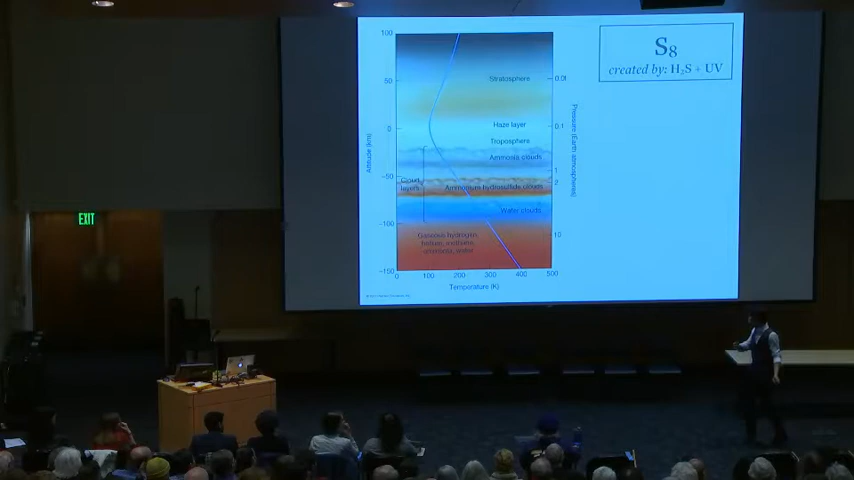 S₈
created by: H₂S + UV
100
50
0
-50
-100
-150
Altitude (km)
Stratosphere
Haze layer
Troposphere
Ammonia clouds
Cloud
layers
Ammonium hydrosulfide clouds
Water clouds
Gaseous hydrogen,
helium, methane,
ammonia, water
0.01
0.1
1
2
10
Pressure (Earth atmospheres)
0
100
200
300
400
500
Temperature (K)
EXIT